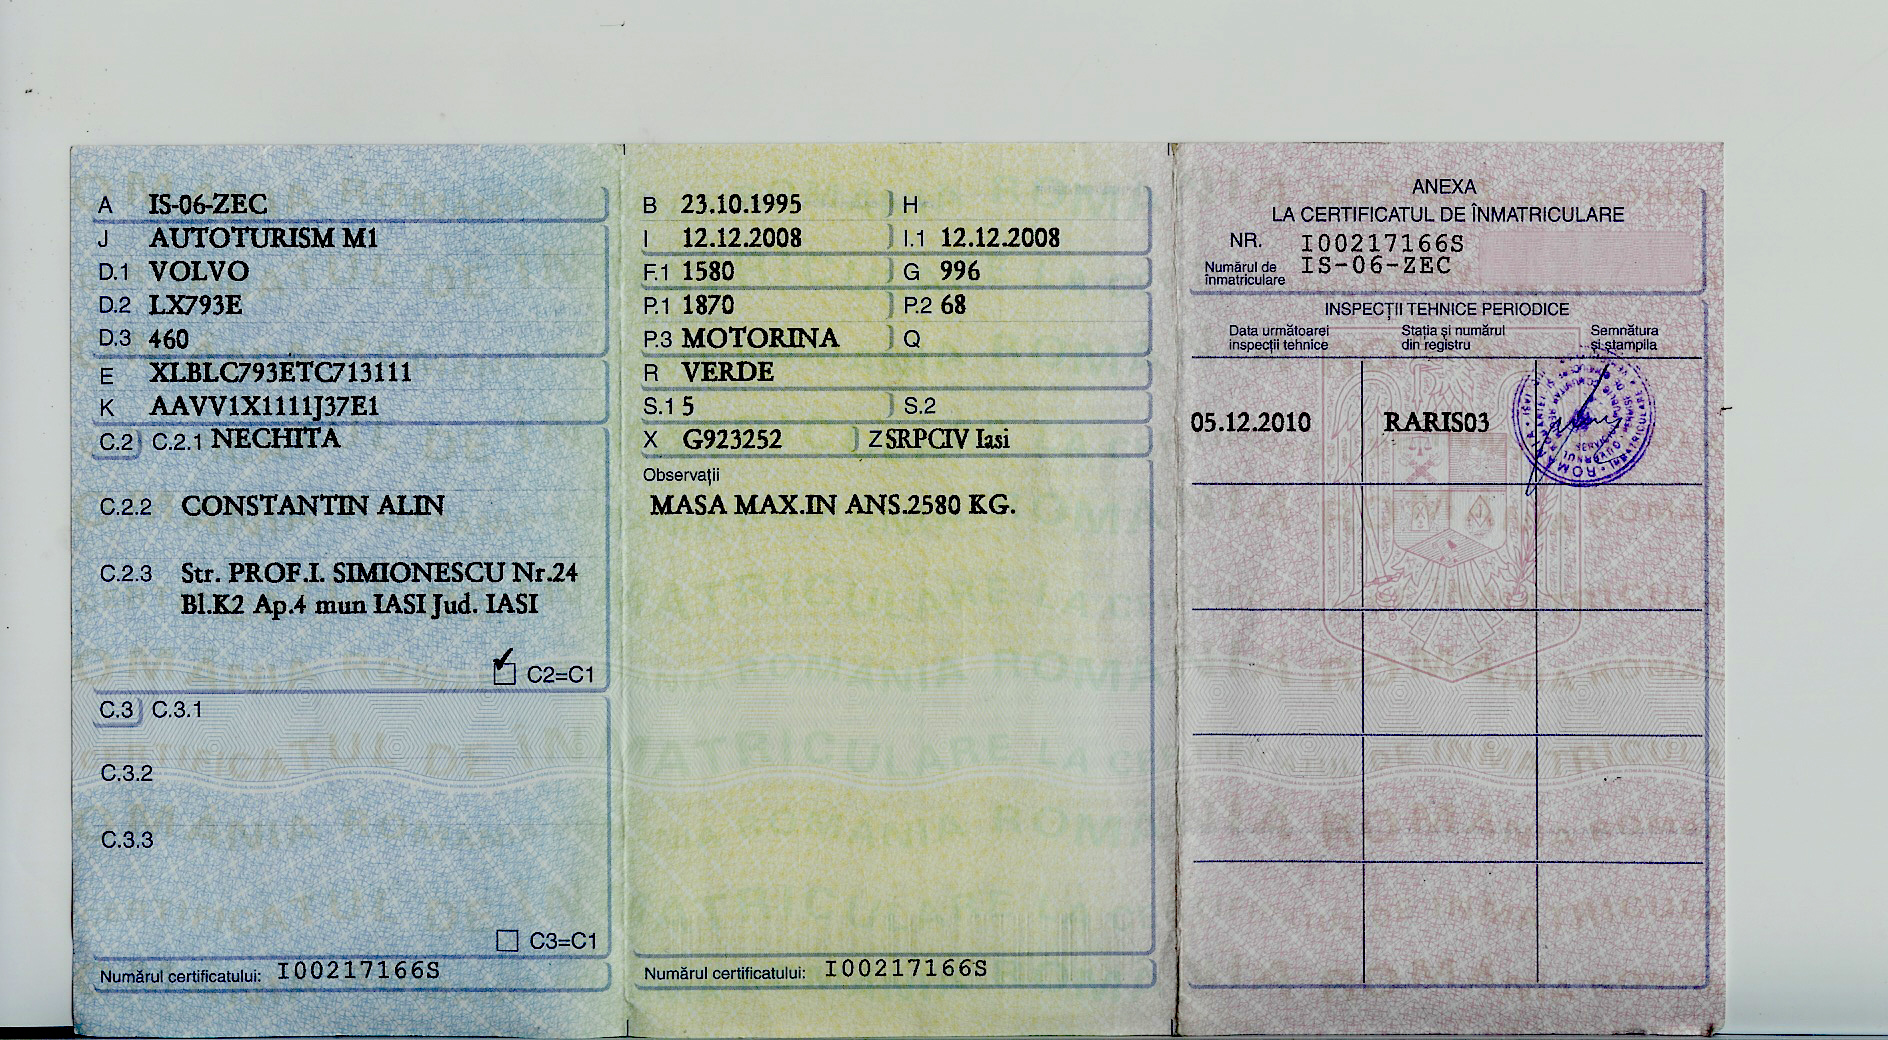 A IS-06-ZEC
J AUTOTURISM M1
D.1 VOLVO
D.2 LX793E
D.3 460
E XLBLC793ETC713111
K AAVV1X1111J37E1
C.2 C.2.1 NECHITA
C.2.2 CONSTANTIN ALIN
C.2.3 Str. PROF.I. SIMIONESCU Nr.24
Bl.K2 Ap.4 mun IASI Jud. IASI
C2=C1
C.3 C.3.1
C.3.2
C.3.3
C3=C1
Numărul certificatului: I00217166S
B 23.10.1995 H
I 12.12.2008 I.1 12.12.2008
F.1 1580 G 996
P.1 1870 P.2 68
P.3 MOTORINA Q
R VERDE
S.1 5 S.2
X G923252 Z SRPCIV Iasi
Observații
MASA MAX.IN ANS.2580 KG.
Numărul certificatului: I00217166S
ANEXA
LA CERTIFICATUL DE ÎNMATRICULARE
NR. I00217166S
Numărul de înmatriculare IS-06-ZEC
INSPECȚII TEHNICE PERIODICE
Data următoarei inspecții tehnice
Stația și numărul din registru
Semnătura și ștampila
05.12.2010 RARIS03